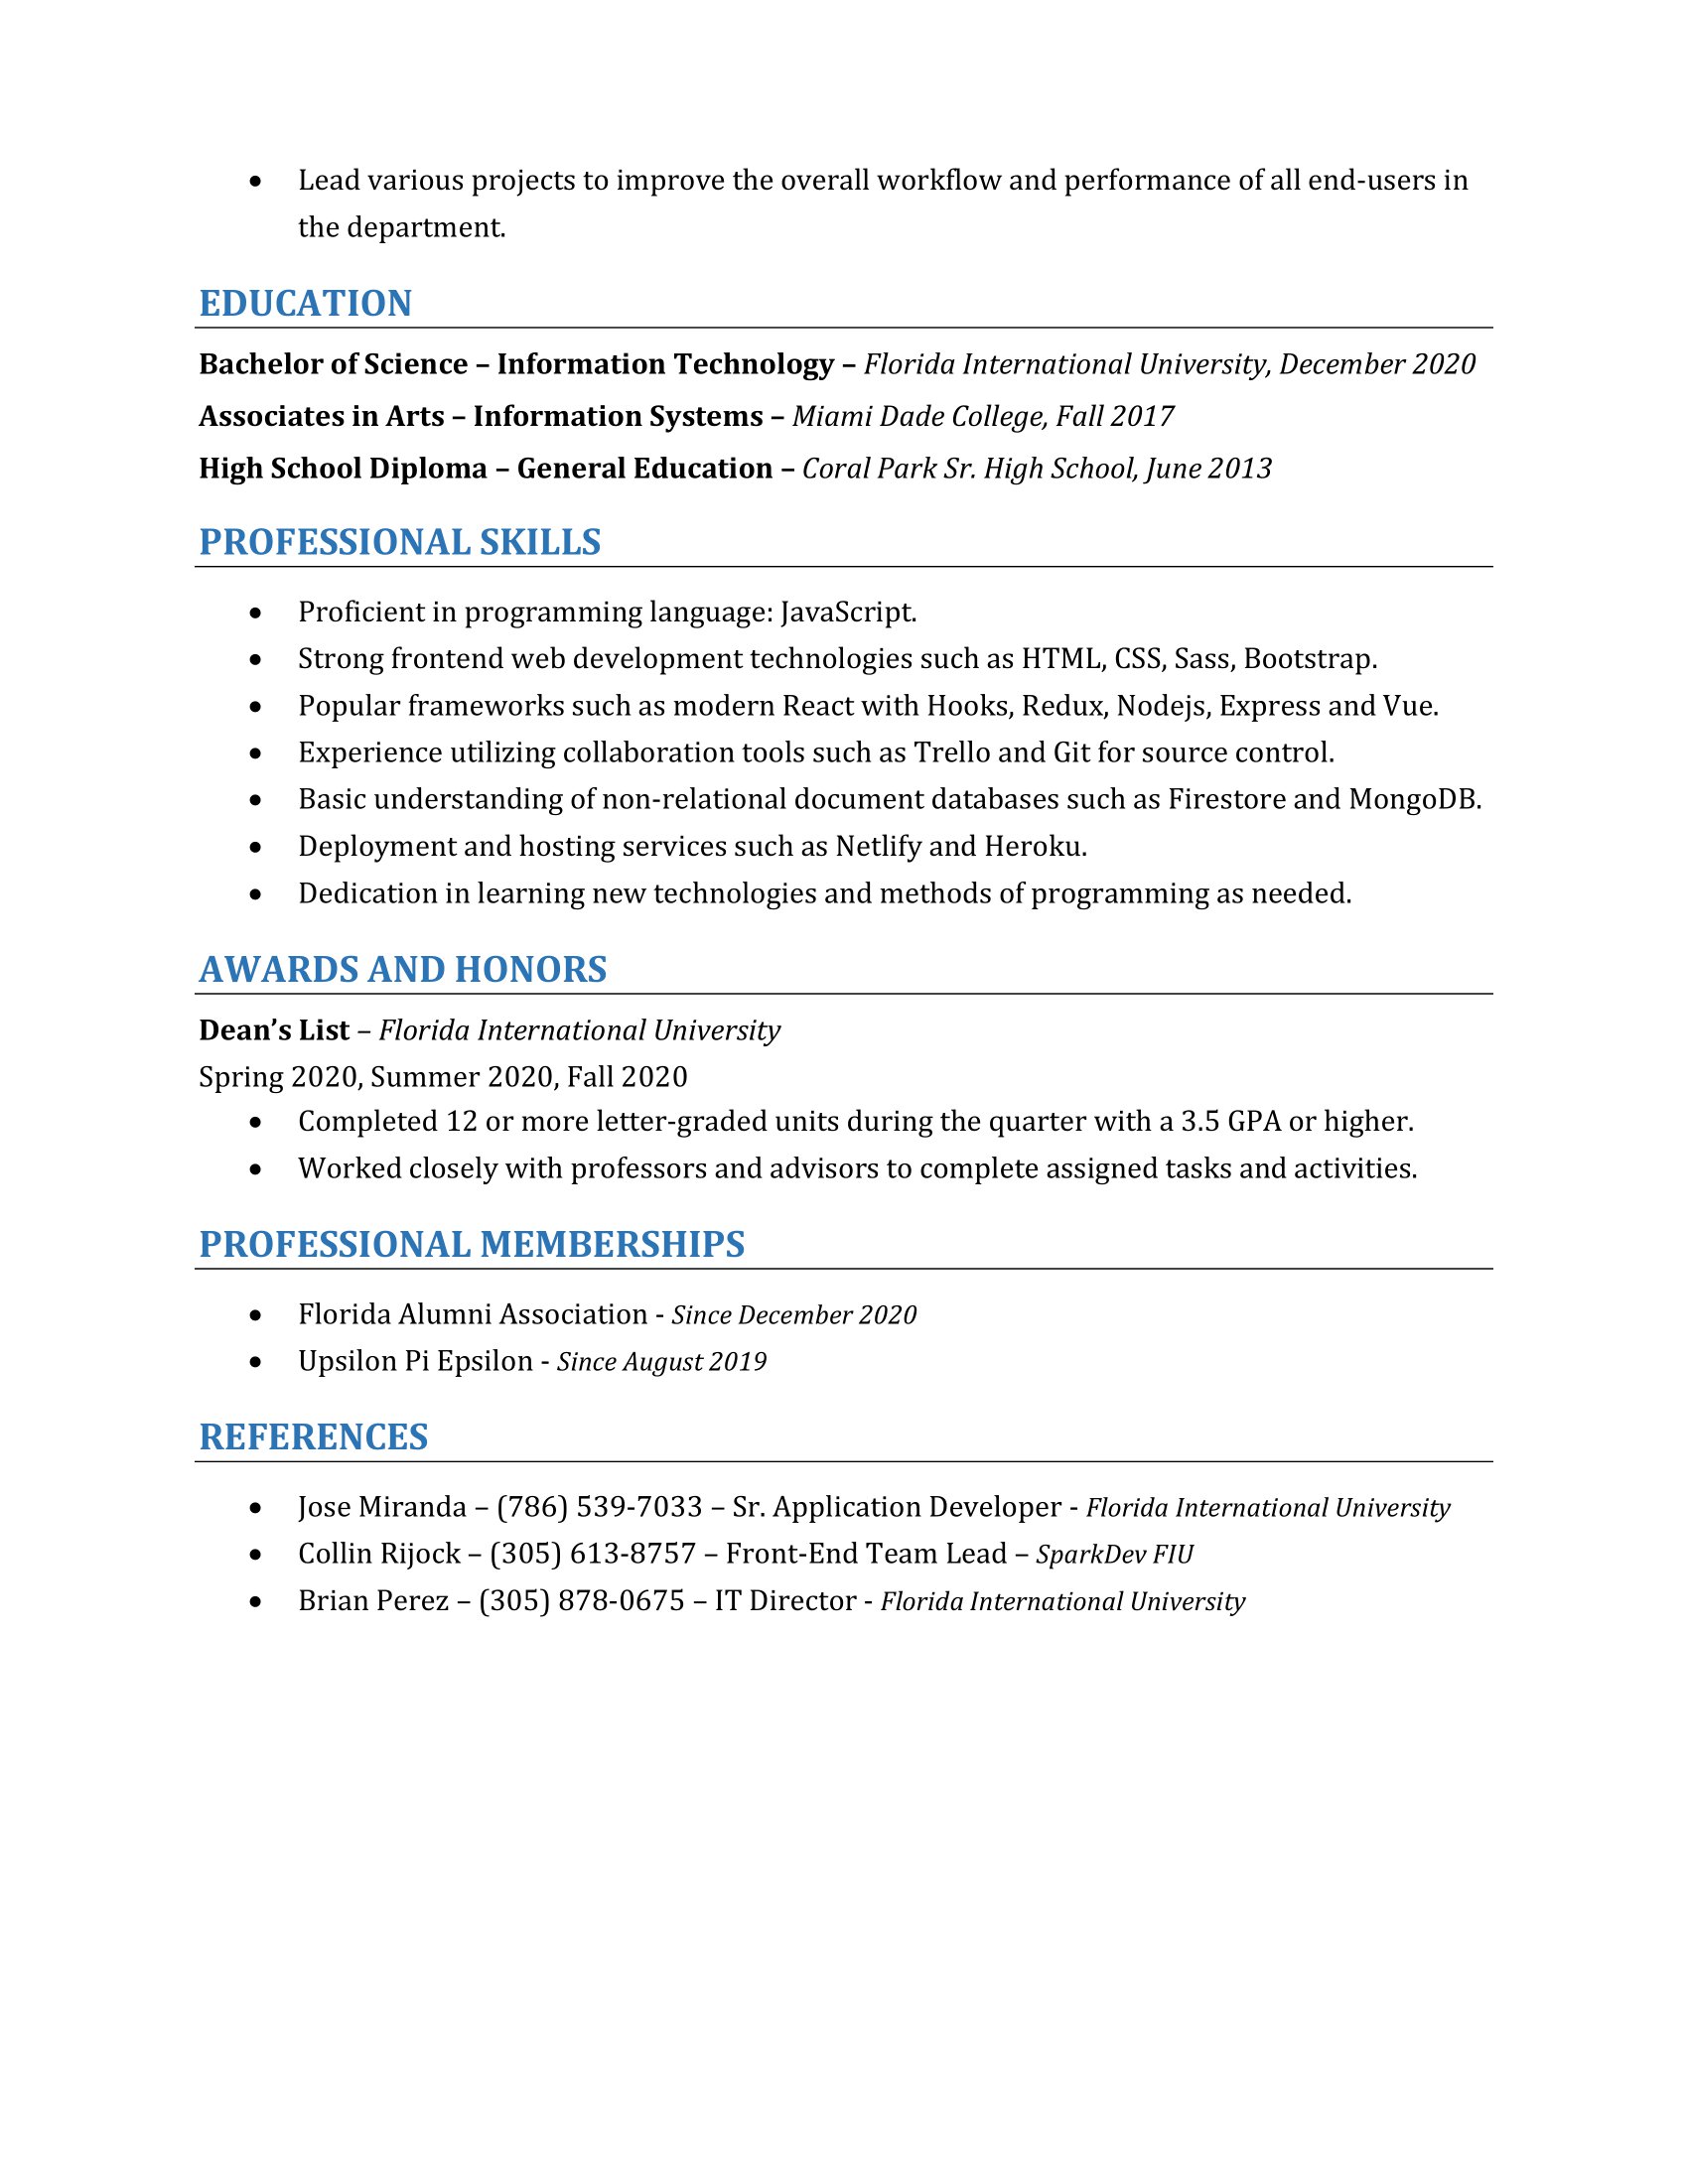 • Lead various projects to improve the overall workflow and performance of all end-users in
the department.
EDUCATION
Bachelor of Science – Information Technology – Florida International University, December 2020
Associates in Arts – Information Systems – Miami Dade College, Fall 2017
High School Diploma – General Education – Coral Park Sr. High School, June 2013
PROFESSIONAL SKILLS
• Proficient in programming language: JavaScript.
• Strong frontend web development technologies such as HTML, CSS, Sass, Bootstrap.
• Popular frameworks such as modern React with Hooks, Redux, Nodejs, Express and Vue.
• Experience utilizing collaboration tools such as Trello and Git for source control.
• Basic understanding of non-relational document databases such as Firestore and MongoDB.
• Deployment and hosting services such as Netlify and Heroku.
• Dedication in learning new technologies and methods of programming as needed.
AWARDS AND HONORS
Dean’s List – Florida International University
Spring 2020, Summer 2020, Fall 2020
• Completed 12 or more letter-graded units during the quarter with a 3.5 GPA or higher.
• Worked closely with professors and advisors to complete assigned tasks and activities.
PROFESSIONAL MEMBERSHIPS
• Florida Alumni Association - Since December 2020
• Upsilon Pi Epsilon - Since August 2019
REFERENCES
• Jose Miranda – (786) 539-7033 – Sr. Application Developer - Florida International University
• Collin Rijock – (305) 613-8757 – Front-End Team Lead – SparkDev FIU
• Brian Perez – (305) 878-0675 – IT Director - Florida International University